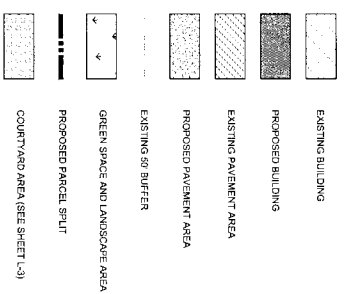 EXISTING BUILDING
PROPOSED BUILDING
EXISTING PAVEMENT AREA
PROPOSED PAVEMENT AREA
EXISTING 50' BUFFER
GREEN SPACE AND LANDSCAPE AREA
PROPOSED PARCEL SPLIT
COURTYARD AREA (SEE SHEET L-3)